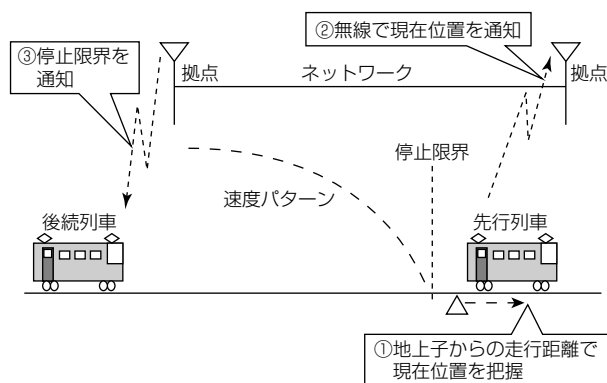 ②無線で現在位置を通知
③停止限界を
通知
拠点
ネットワーク
拠点
停止限界
速度パターン
後続列車
先行列車
①地上子からの走行距離で
現在位置を把握